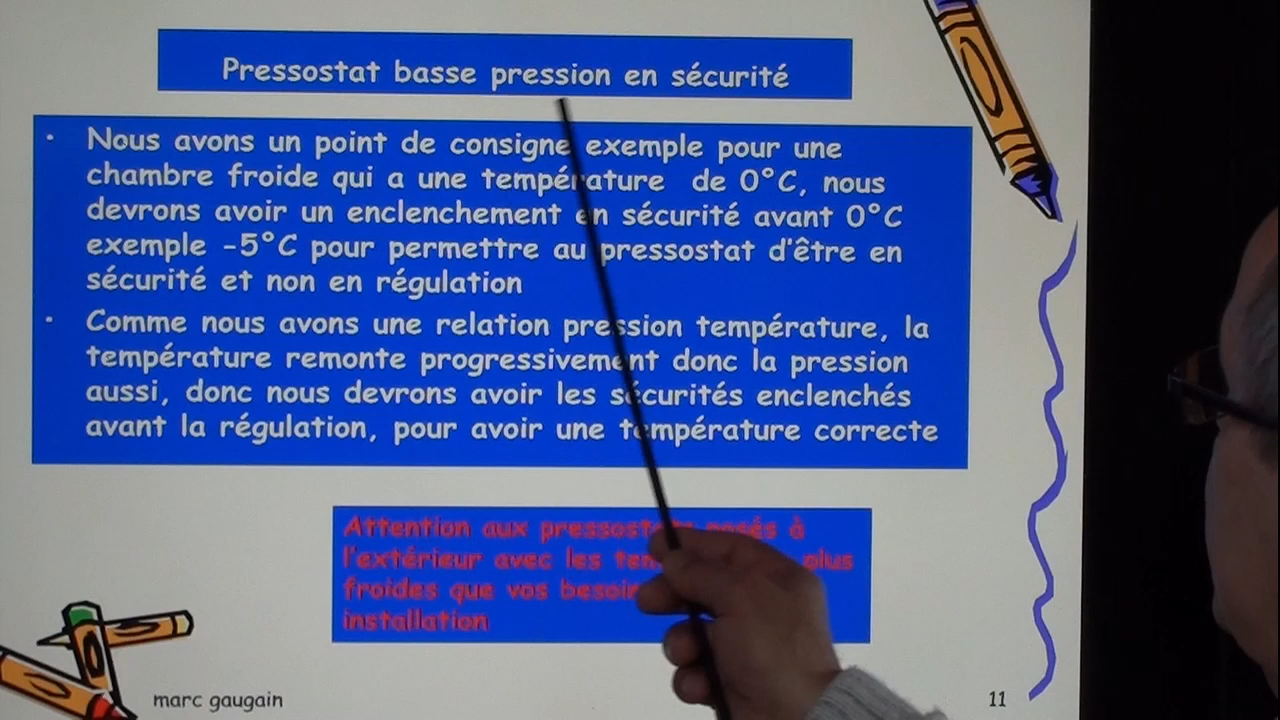 Pressostat basse pression en sécurité
• Nous avons un point de consigne exemple pour une
chambre froide qui a une température de 0°C, nous
devrons avoir un enclenchement en sécurité avant 0°C
exemple -5°C pour permettre au pressostat d'être en
sécurité et non en régulation
• Comme nous avons une relation pression température, la
température remonte progressivement donc la pression
aussi, donc nous devrons avoir les sécurités enclenchés
avant la régulation, pour avoir une température correcte
Attention aux à
l'extérieur avec les plus
froides que vos
installation
marc gaugain
11